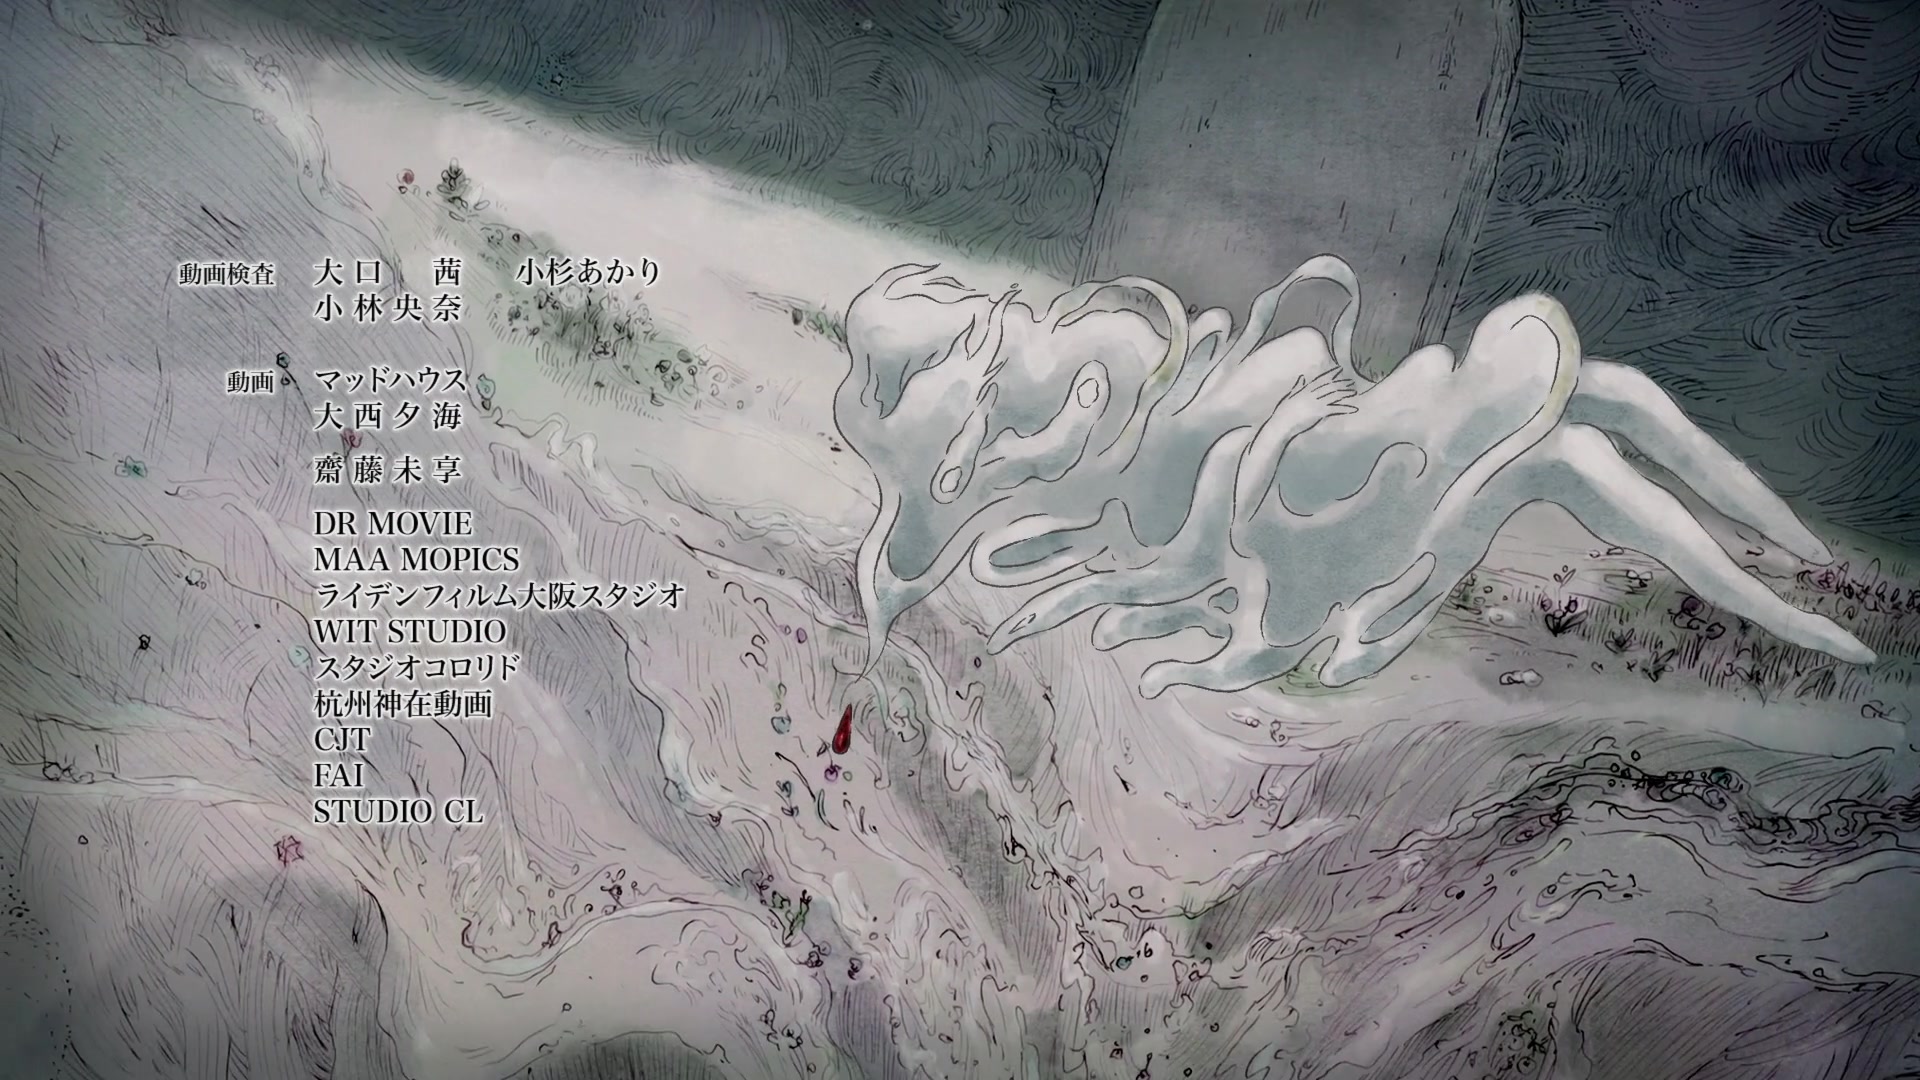 動画検査 大口 茜 小杉あかり
小林央奈
動画 マッドハウス
大西夕海
齋藤未享
DR MOVIE
MAA MOPICS
ライデンフィルム大阪スタジオ
WIT STUDIO
スタジオコロリド
杭州神在動画
CJT
FAI
STUDIO CL